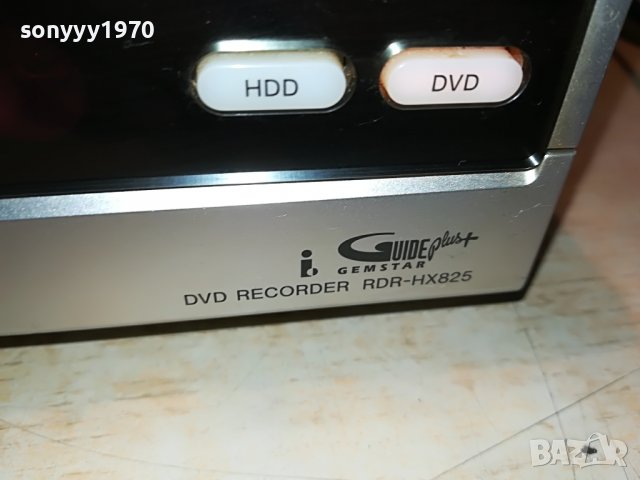 sonyyy1970
HDD
DVD
GUIDE plus+
GEMSTAR
DVD RECORDER RDR-HX825
BAZAR